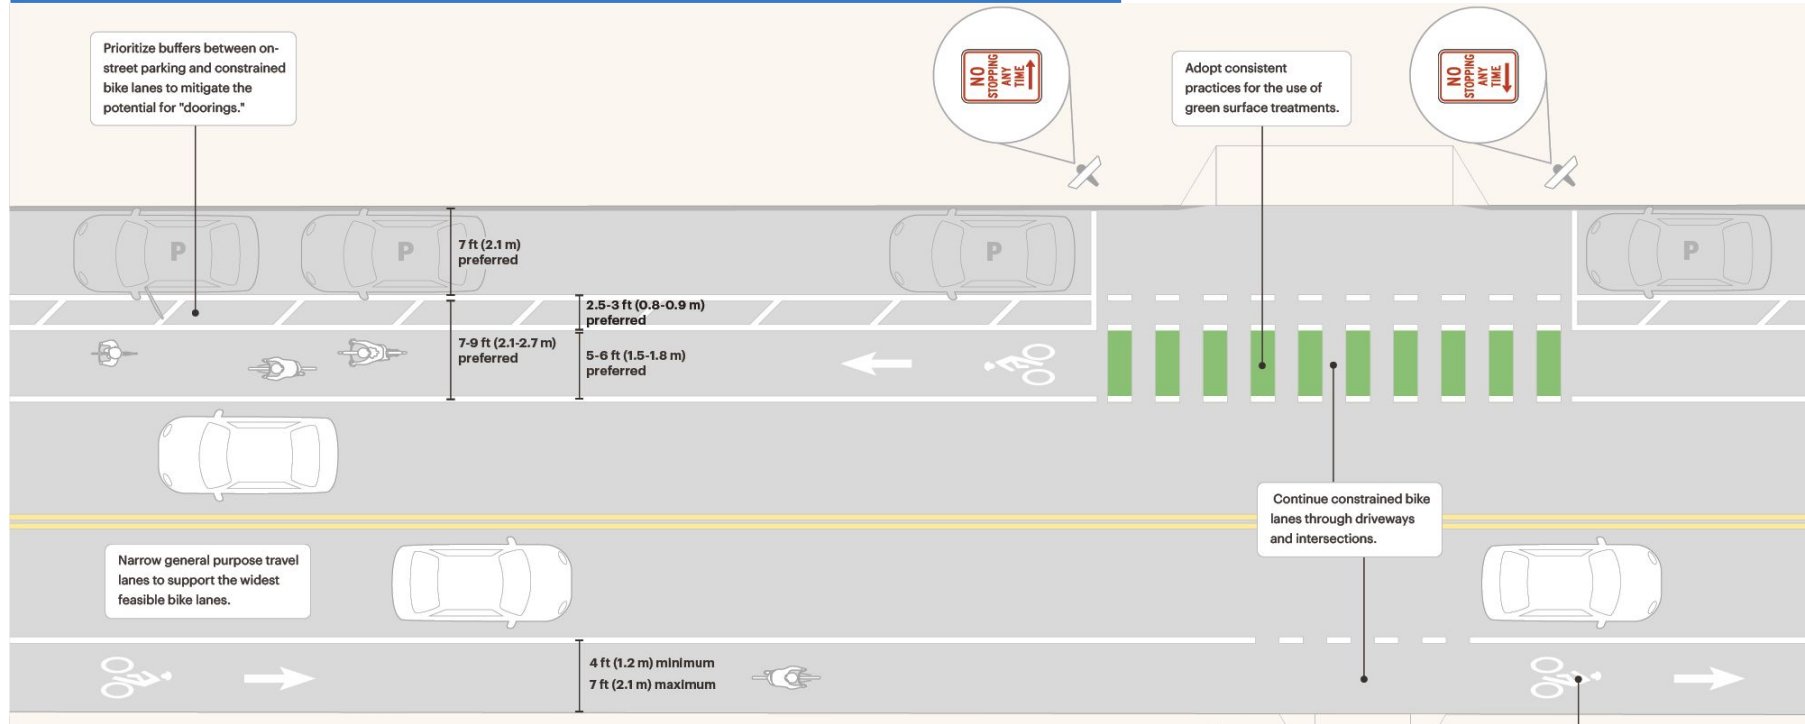 Prioritize buffers between on-
street parking and constrained
bike lanes to mitigate the
potential for "doorings."
NO
STOPPING
ANY
TIME
Adopt consistent
practices for the use of
green surface treatments.
NO
STOPPING
ANY
TIME
P
P
7 ft (2.1 m)
preferred
P
P
2.5-3 ft (0.8-0.9 m)
preferred
7-9 ft (2.1-2.7 m)
preferred
5-6 ft (1.5-1.8 m)
preferred
Continue constrained bike
lanes through driveways
and intersections.
Narrow general purpose travel
lanes to support the widest
feasible bike lanes.
4 ft (1.2 m) minimum
7 ft (2.1 m) maximum